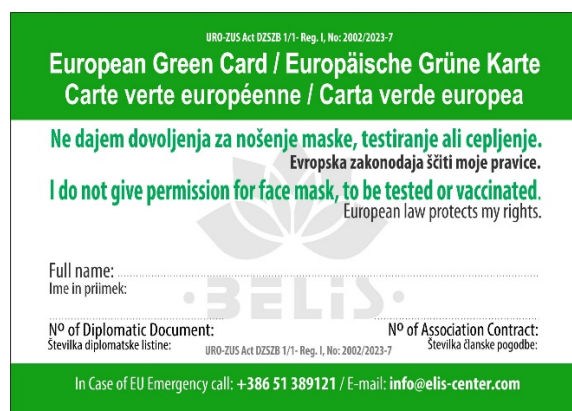 URO-ZUS Act DZSZB 1/1- Reg. I, No: 2002/2023-7
European Green Card / Europäische Grüne Karte
Carte verte européenne / Carta verde europea
Ne dajem dovoljenja za nošenje maske, testiranje ali cepljenje.
Evropska zakonodaja ščiti moje pravice.
I do not give permission for face mask, to be tested or vaccinated.
European law protects my rights.
Full name:
Ime in priimek:
•BELiS•
Nº of Diplomatic Document: Nº of Association Contract:
Številka diplomatske listine: URO-ZUS Act DZSZB 1/1- Reg. I, No: 2002/2023-7 Številka članske pogodbe:
In Case of EU Emergency call: +386 51 389121 / E-mail: info@elis-center.com